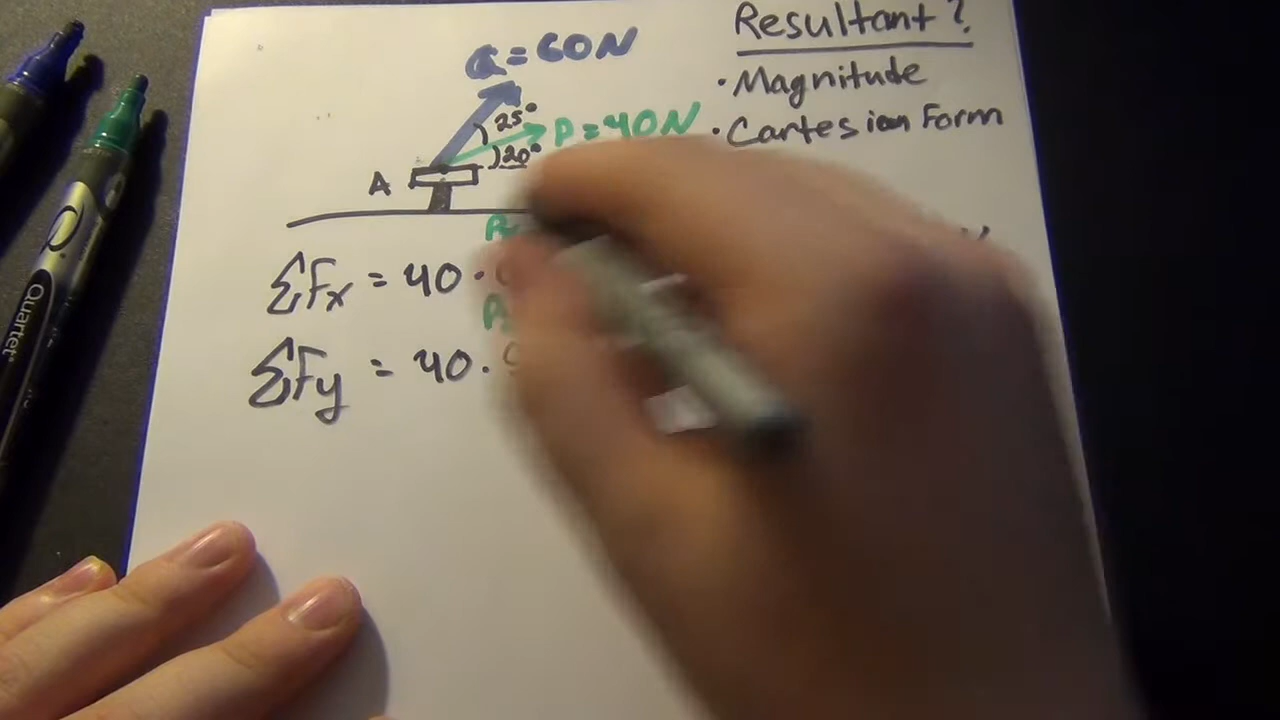 Resultant?
Q = 60N
• Magnitude
25°
P = 40N
• Cartesian Form
20°
A
ΣFx = 40 ·
ΣFy = 40 ·
Quartet